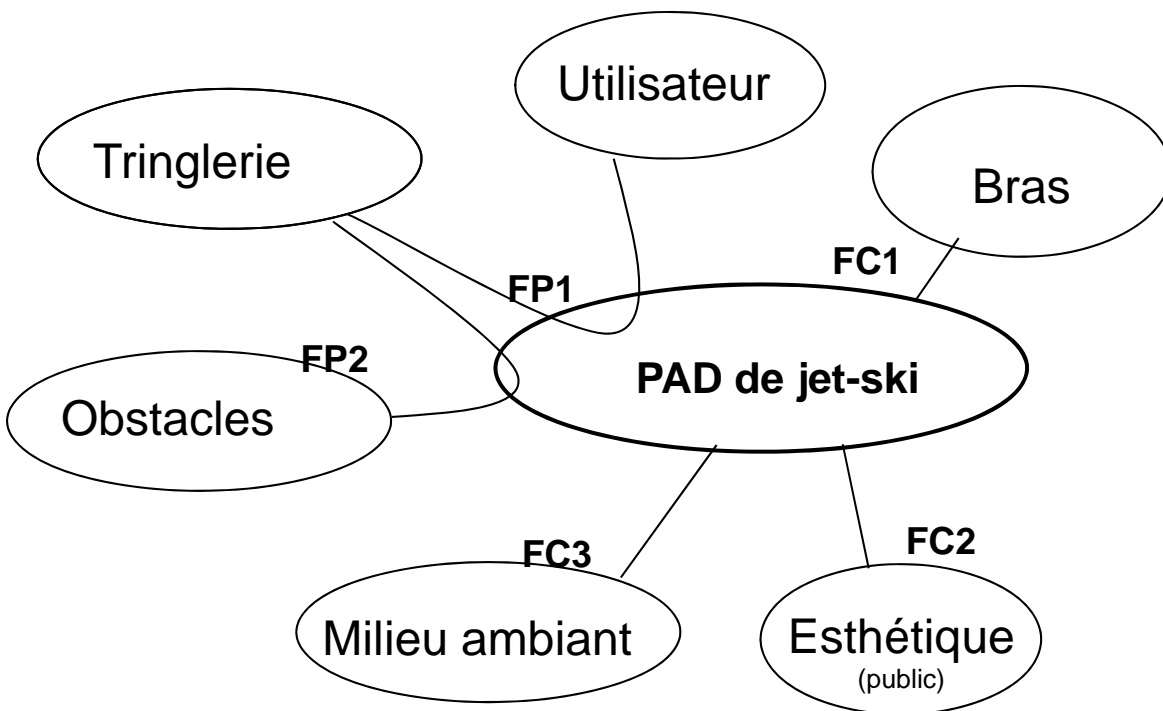 Utilisateur
Tringlerie
Bras
FC1
FP1
FP2
PAD de jet-ski
Obstacles
FC2
FC3
Milieu ambiant
Esthétique
(public)